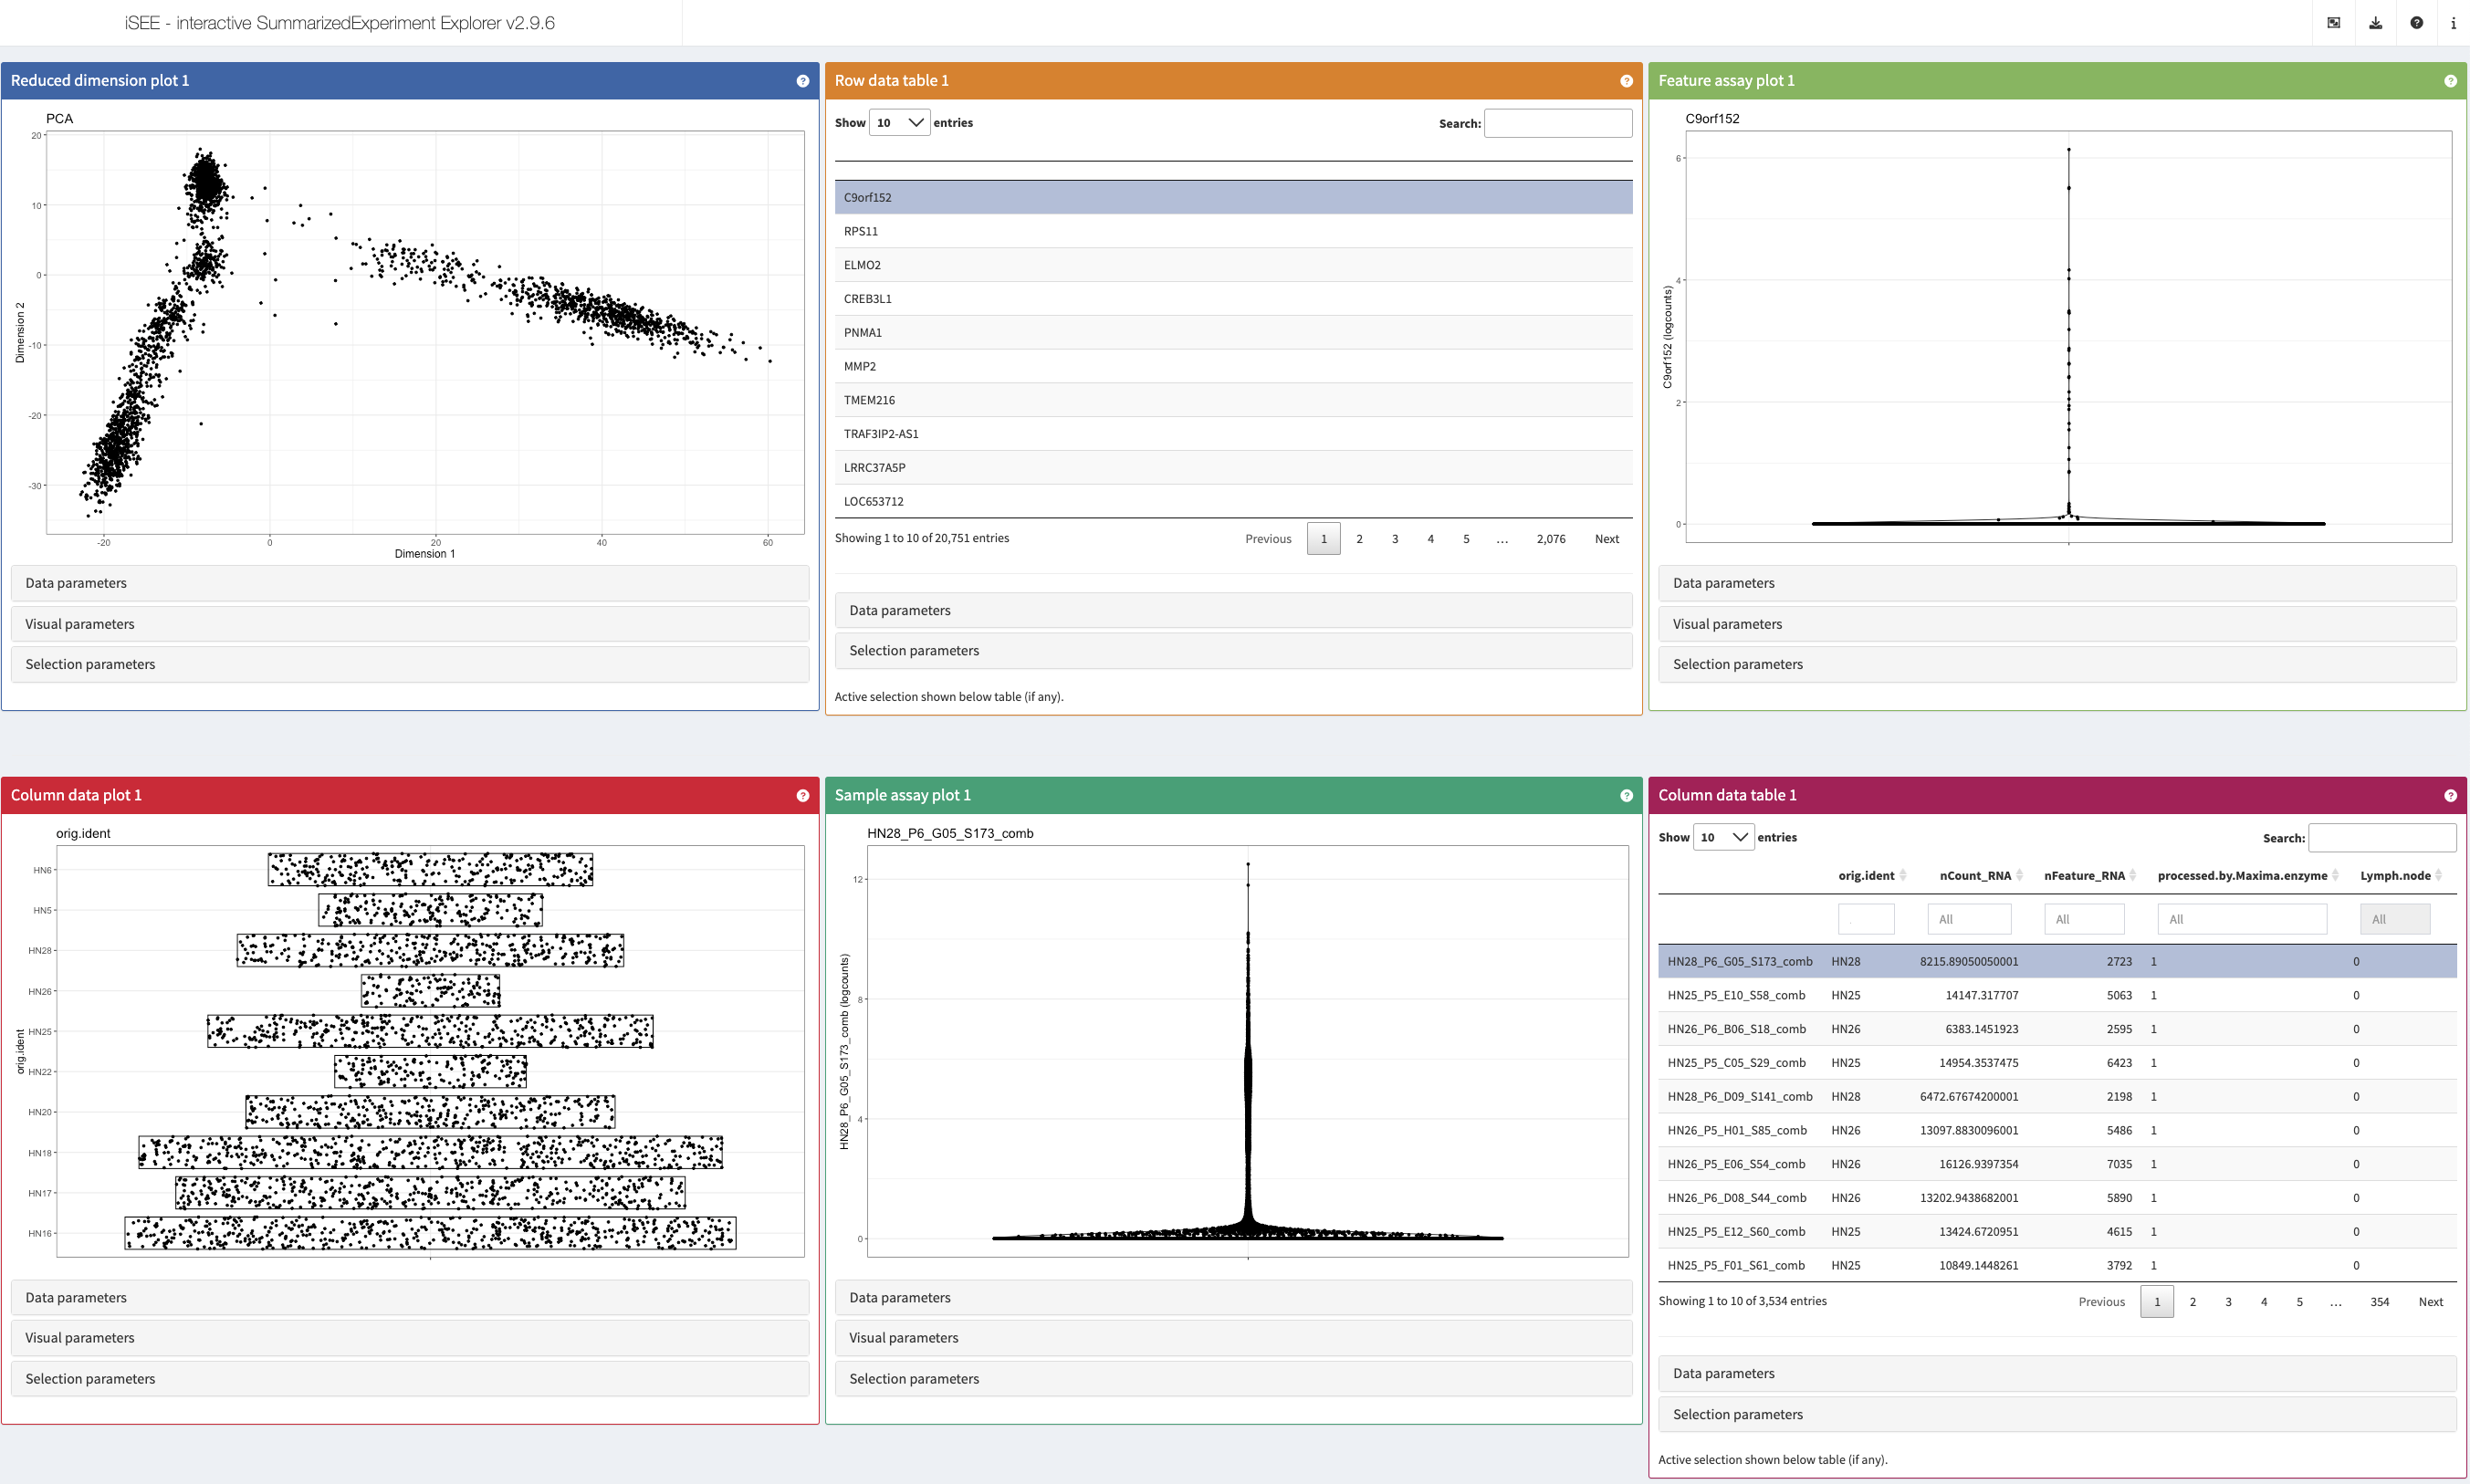 iSEE - interactive SummarizedExperiment Explorer v2.9.6
Reduced dimension plot 1
PCA
20
10
0
-10
-20
-30
Dimension 2
-20 0 20 40 60
Dimension 1
Data parameters
Visual parameters
Selection parameters
Row data table 1
Show 10 entries Search:
C9orf152
RPS11
ELMO2
CREB3L1
PNMA1
MMP2
TMEM216
TRAF3IP2-AS1
LRRC37A5P
LOC653712
Showing 1 to 10 of 20,751 entries Previous 1 2 3 4 5 … 2,076 Next
Data parameters
Selection parameters
Active selection shown below table (if any).
Feature assay plot 1
C9orf152
6
4
2
0
C9orf152 (logcounts)
Data parameters
Visual parameters
Selection parameters
Column data plot 1
orig.ident
HN6
HN5
HN28
HN26
HN25
HN22
HN20
HN18
HN17
HN16
orig.ident
Data parameters
Visual parameters
Selection parameters
Sample assay plot 1
HN28_P6_G05_S173_comb
12
8
4
0
HN28_P6_G05_S173_comb (logcounts)
Data parameters
Visual parameters
Selection parameters
Column data table 1
Show 10 entries Search:
orig.ident nCount_RNA nFeature_RNA processed.by.Maxima.enzyme Lymph.node
All All All All
HN28_P6_G05_S173_comb HN28 8215.89050050001 2723 1 0
HN25_P5_E10_S58_comb HN25 14147.317707 5063 1 0
HN26_P6_B06_S18_comb HN26 6383.1451923 2595 1 0
HN25_P5_C05_S29_comb HN25 14954.3537475 6423 1 0
HN28_P6_D09_S141_comb HN28 6472.67674200001 2198 1 0
HN26_P5_H01_S85_comb HN26 13097.8830096001 5486 1 0
HN26_P5_E06_S54_comb HN26 16126.9397354 7035 1 0
HN26_P6_D08_S44_comb HN26 13202.9438682001 5890 1 0
HN25_P5_E12_S60_comb HN25 13424.6720951 4615 1 0
HN25_P5_F01_S61_comb HN25 10849.1448261 3792 1 0
Showing 1 to 10 of 3,534 entries Previous 1 2 3 4 5 … 354 Next
Data parameters
Selection parameters
Active selection shown below table (if any).